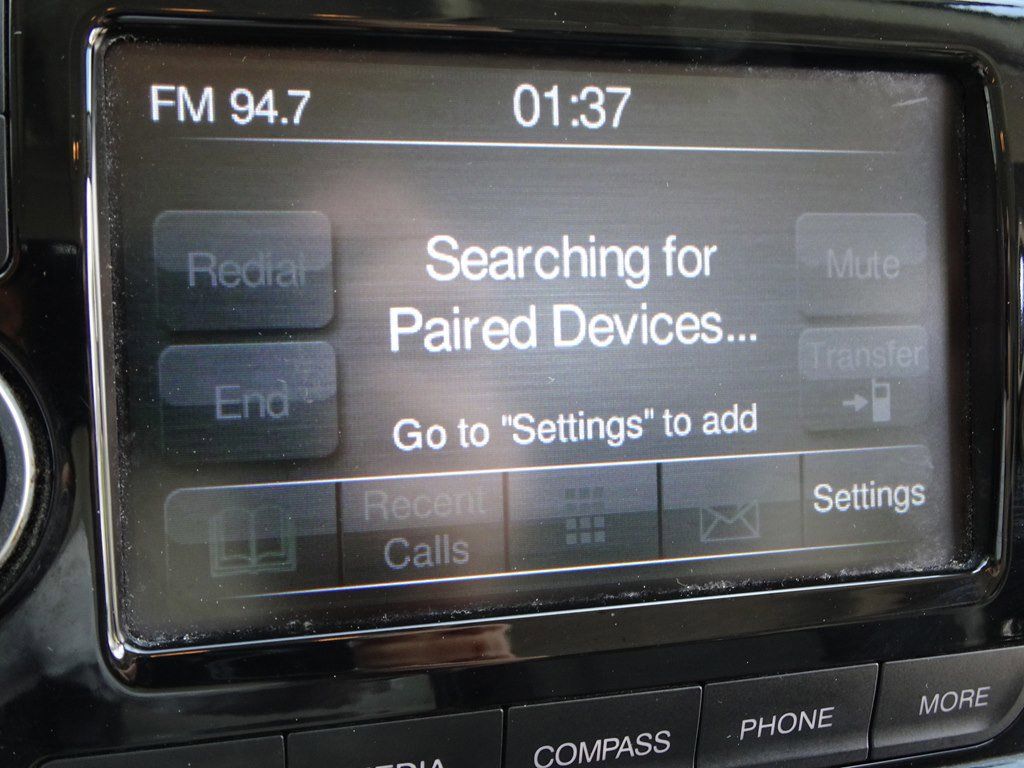 FM 94.7 01:37
Redial
Searching for
Paired Devices...
Mute
Transfer
End
Go to "Settings" to add
Recent
Calls
Settings
COMPASS PHONE MORE